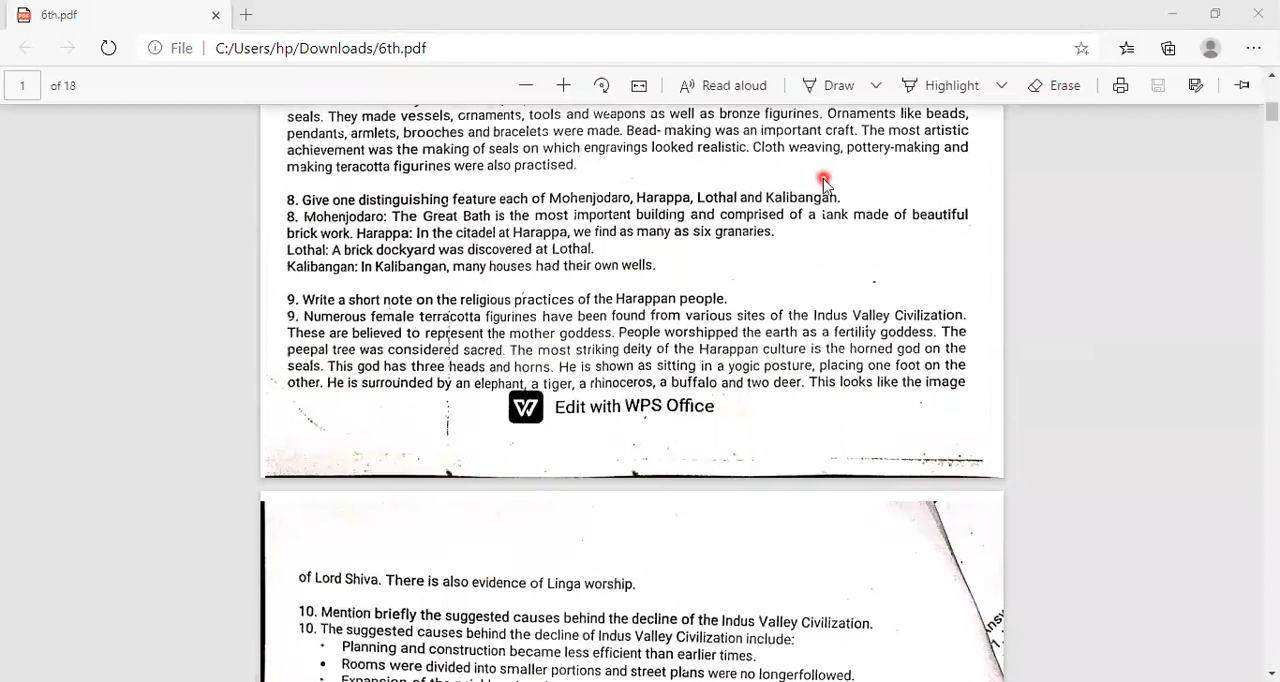 6th.pdf
File
C:/Users/hp/Downloads/6th.pdf
1 of 18
Read aloud
Draw
Highlight
Erase
seals. They made vessels, ornaments, tools and weapons as well as bronze figurines. Ornaments like beads,
pendants, armlets, brooches and bracelets were made. Bead- making was an important craft. The most artistic
achievement was the making of seals on which engravings looked realistic. Cloth weaving, pottery-making and
making teracotta figurines were also practised.
8. Give one distinguishing feature each of Mohenjodaro, Harappa, Lothal and Kalibangan.
8. Mohenjodaro: The Great Bath is the most important building and comprised of a tank made of beautiful
brick work. Harappa: In the citadel at Harappa, we find as many as six granaries.
Lothal: A brick dockyard was discovered at Lothal.
Kalibangan: In Kalibangan, many houses had their own wells.
9. Write a short note on the religious practices of the Harappan people.
9. Numerous female terracotta figurines have been found from various sites of the Indus Valley Civilization.
These are believed to represent the mother goddess. People worshipped the earth as a fertility goddess. The
peepal tree was considered sacred. The most striking deity of the Harappan culture is the horned god on the
seals. This god has three heads and horns. He is shown as sitting in a yogic posture, placing one foot on the
other. He is surrounded by an elephant, a tiger, a rhinoceros, a buffalo and two deer. This looks like the image
Edit with WPS Office
of Lord Shiva. There is also evidence of Linga worship.
10. Mention briefly the suggested causes behind the decline of the Indus Valley Civilization.
10. The suggested causes behind the decline of Indus Valley Civilization include:
• Planning and construction became less efficient than earlier times.
• Rooms were divided into smaller portions and street plans were no longerfollowed.